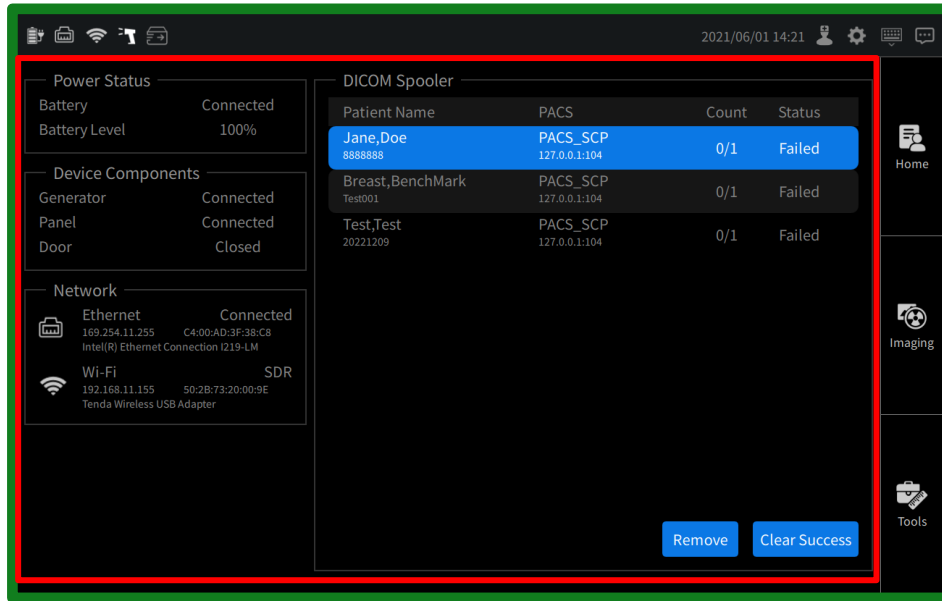 2021/06/01 14:21
Power Status
Battery Connected
Battery Level 100%
Device Components
Generator Connected
Panel Connected
Door Closed
Network
Ethernet Connected
169.254.11.255 C4:00:AD:3F:38:C8
Intel(R) Ethernet Connection I219-LM
Wi-Fi SDR
192.168.11.155 50:2B:73:20:00:9E
Tenda Wireless USB Adapter
DICOM Spooler
Patient Name PACS Count Status
Jane,Doe PACS_SCP 0/1 Failed
8888888 127.0.0.1:104
Breast,BenchMark PACS_SCP 0/1 Failed
Test001 127.0.0.1:104
Test,Test PACS_SCP 0/1 Failed
20221209 127.0.0.1:104
Remove Clear Success
Home
Imaging
Tools